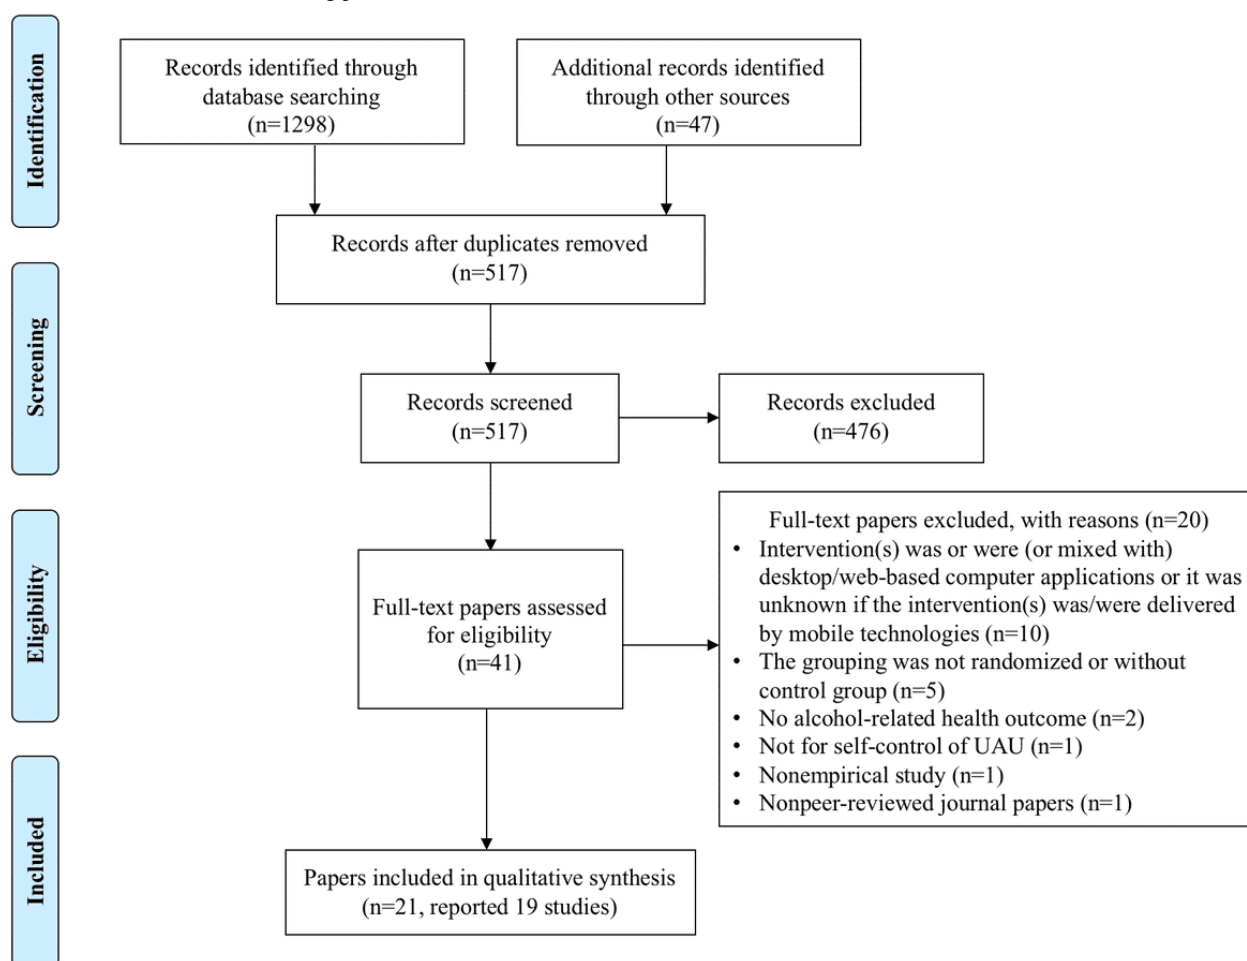 Identification
Records identified through
database searching
(n=1298)
Additional records identified
through other sources
(n=47)
Records after duplicates removed
(n=517)
Screening
Records screened
(n=517)
Records excluded
(n=476)
Eligibility
Full-text papers assessed
for eligibility
(n=41)
Full-text papers excluded, with reasons (n=20)
• Intervention(s) was or were (or mixed with)
desktop/web-based computer applications or it was
unknown if the intervention(s) was/were delivered
by mobile technologies (n=10)
• The grouping was not randomized or without
control group (n=5)
• No alcohol-related health outcome (n=2)
• Not for self-control of UAU (n=1)
• Nonempirical study (n=1)
• Nonpeer-reviewed journal papers (n=1)
Included
Papers included in qualitative synthesis
(n=21, reported 19 studies)